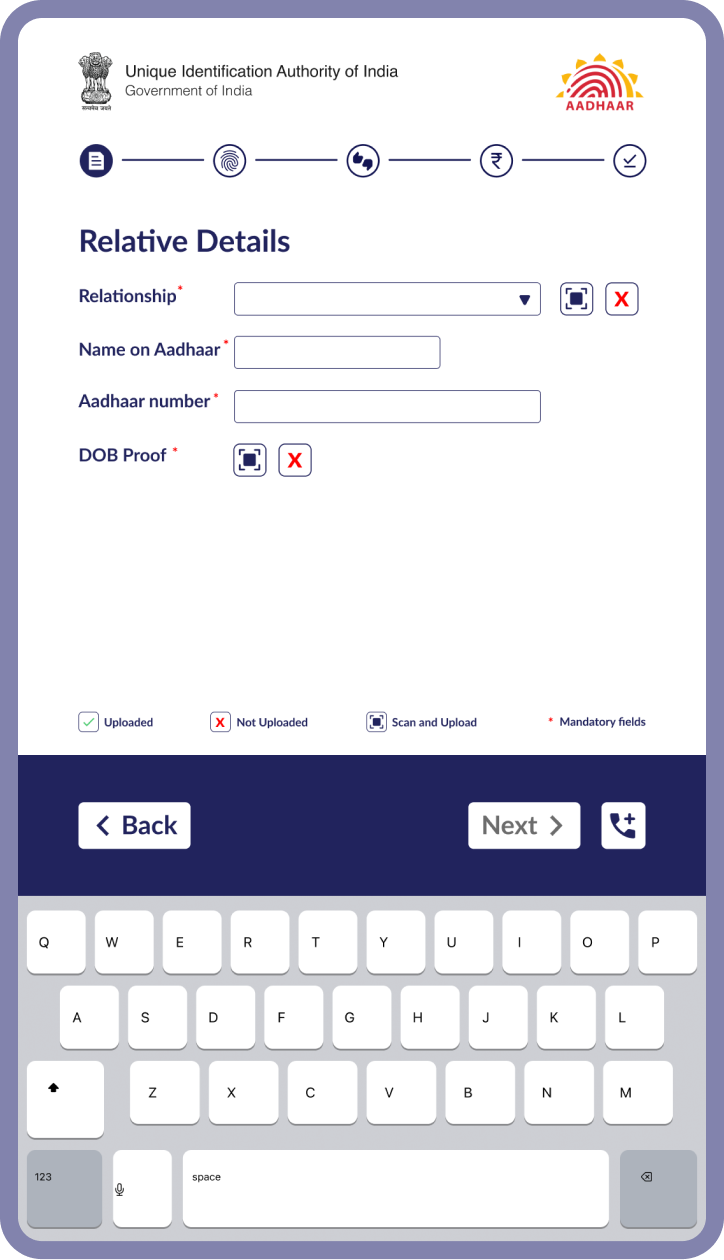 Unique Identification Authority of India
Government of India
सत्यमेव जयते
AADHAAR
₹
Relative Details
Relationship*
X
Name on Aadhaar *
Aadhaar number *
DOB Proof *
X
Uploaded
X Not Uploaded
Scan and Upload
* Mandatory fields
< Back
Next >
Q W E R T Y U I O P
A S D F G H J K L
Z X C V B N M
123
space